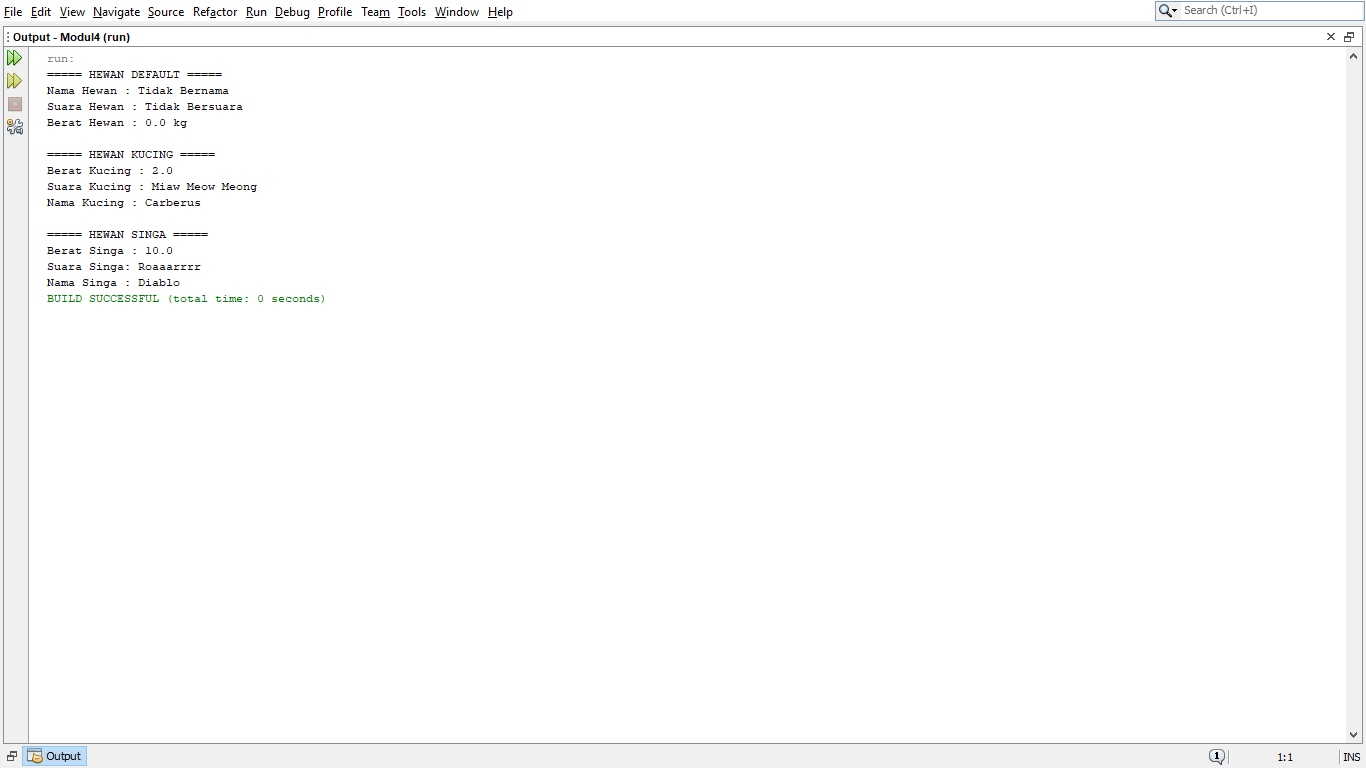 File Edit View Navigate Source Refactor Run Debug Profile Team Tools Window Help
Search (Ctrl+I)
Output - Modul4 (run)
run:
===== HEWAN DEFAULT =====
Nama Hewan : Tidak Bernama
Suara Hewan : Tidak Bersuara
Berat Hewan : 0.0 kg
===== HEWAN KUCING =====
Berat Kucing : 2.0
Suara Kucing : Miaw Meow Meong
Nama Kucing : Carberus
===== HEWAN SINGA =====
Berat Singa : 10.0
Suara Singa: Roaaarrrr
Nama Singa : Diablo
BUILD SUCCESSFUL (total time: 0 seconds)
Output
1
1:1
INS